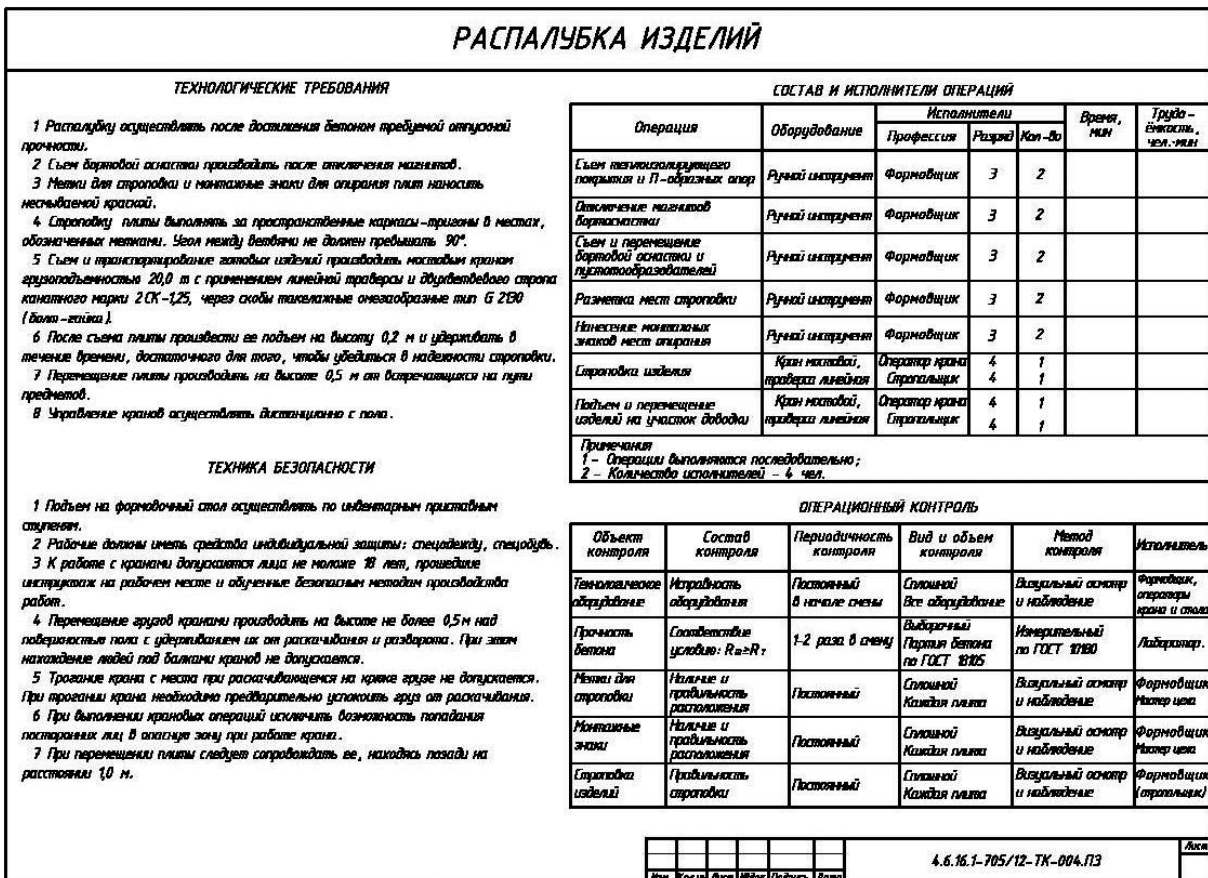 РАСПАЛУБКА ИЗДЕЛИЙ
ТЕХНОЛОГИЧЕСКИЕ ТРЕБОВАНИЯ
1 Распалубку осуществлять после достижения бетоном требуемой отпускной
прочности.
2 Съем бортовой оснастки производить после отключения магнитов.
3 Метки для строповки и монтажные знаки для опирания плит наносить
несмываемой краской.
4 Строповку плиты выполнять за пространственные каркасы-тригоны в местах,
обозначенных метками. Угол между ветвями не должен превышать 90°.
5 Съем и транспортирование готовых изделий производить мостовым краном
грузоподъемностью 20,0 т с применением линейной траверсы и двухветвевого стропа
канатного марки 2СК-1,25, через скобы такелажные омегаобразные тип G 2130
(болт-гайка).
6 После съема плиты произвести ее подъем на высоту 0,2 м и удерживать в
течение времени, достаточного для того, чтобы убедиться в надежности строповки.
7 Перемещение плиты производить на высоте 0,5 м от встречающихся на пути
предметов.
8 Управление кранов осуществлять дистанционно с пола.
ТЕХНИКА БЕЗОПАСНОСТИ
1 Подъем на формовочный стол осуществлять по инвентарным приставным
ступеням.
2 Рабочие должны иметь средства индивидуальной защиты: спецодежду, спецобувь.
3 К работе с кранами допускаются лица не моложе 18 лет, прошедшие
инструктаж на рабочем месте и обученные безопасным методам производства
работ.
4 Перемещение грузов кранами производить на высоте не более 0,5м над
поверхностью пола с удерживанием их от раскачивания и разворота. При этом
нахождение людей под балками кранов не допускается.
5 Трогание крана с места при раскачивающемся на крюке грузе не допускается.
При трогании крана необходимо предварительно успокоить груз от раскачивания.
6 При выполнении крановых операций исключить возможность попадания
посторонних лиц в опасную зону при работе крана.
7 При перемещении плиты следует сопровождать ее, находясь позади на
расстоянии 1,0 м.
СОСТАВ И ИСПОЛНИТЕЛИ ОПЕРАЦИЙ
Операция Оборудование Исполнители Время, мин Трудо-ёмкость, чел.-мин
Профессия Разряд Кол-во
Съем теплоизолирующего
покрытия и П-образных опор Ручной инструмент Формовщик 3 2
Отключение магнитов
бортоснастки Ручной инструмент Формовщик 3 2
Съем и перемещение
бортовой оснастки и
пустотообразователей Ручной инструмент Формовщик 3 2
Разметка мест строповки Ручной инструмент Формовщик 3 2
Нанесение монтажных
знаков мест опирания Ручной инструмент Формовщик 3 2
Строповка изделия Кран мостовой, Оператор крана 4 1
траверса линейная Стропальщик 4 1
Подъем и перемещение Кран мостовой, Оператор крана 4 1
изделий на участок доводки траверса линейная Стропальщик 4 1
Примечания
1 - Операции выполняются последовательно;
2 - Количество исполнителей - 4 чел.
ОПЕРАЦИОННЫЙ КОНТРОЛЬ
Объект Состав Периодичность Вид и объем Метод Исполнитель
контроля контроля контроля контроля контроля
Технологическое Исправность Постоянный Сплошной Визуальный осмотр Формовщик,
оборудование оборудования в начале смены Все оборудование и наблюдение операторы
крана и стола
Прочность Соответствие 1-2 раза в смену Выборочный Измерительный Лаборатор.
бетона условию: Партия бетона по ГОСТ 10180
по ГОСТ 18105
Метки для Наличие и Постоянный Сплошной Визуальный осмотр Формовщик
строповки правильность Каждая плита и наблюдение Мастер цеха
расположения
Монтажные Наличие и Постоянный Сплошной Визуальный осмотр Формовщик
знаки правильность Каждая плита и наблюдение Мастер цеха
расположения
Строповка Правильность Постоянный Сплошной Визуальный осмотр Формовщик
изделий строповки Каждая плита и наблюдение (стропальщик)
4.6.16.1-705/12-ТК-004.ПЗ
Лист